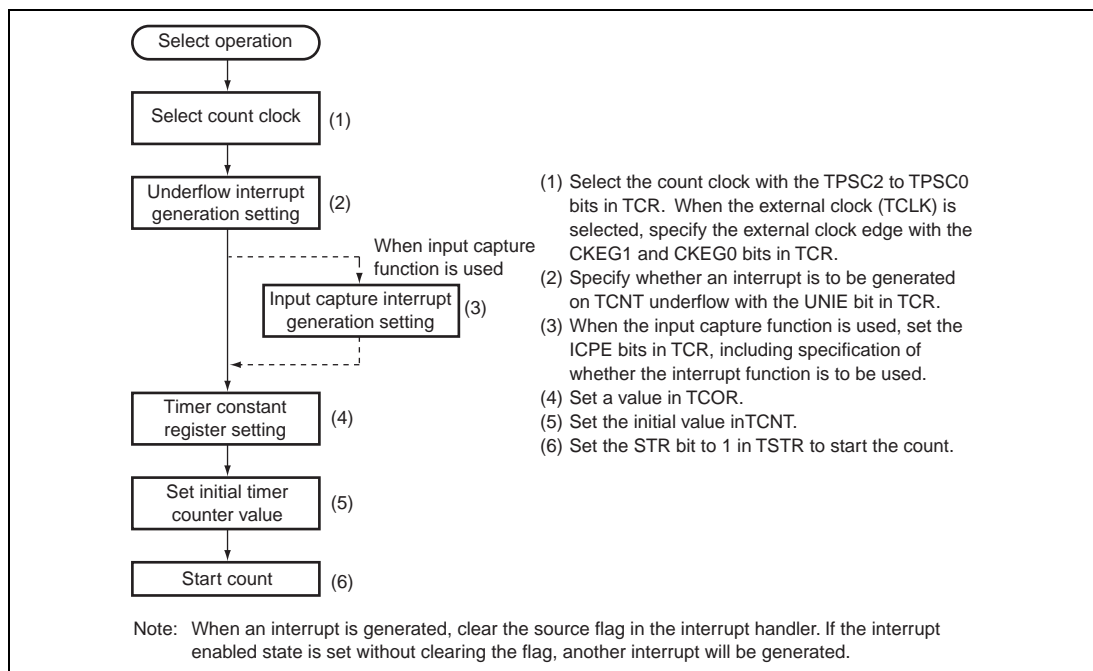 Select operation
Select count clock
(1)
Underflow interrupt
generation setting
(2)
When input capture
function is used
Input capture interrupt
generation setting
(3)
Timer constant
register setting
(4)
Set initial timer
counter value
(5)
Start count
(6)
(1) Select the count clock with the TPSC2 to TPSC0
bits in TCR.  When the external clock (TCLK) is
selected, specify the external clock edge with the
CKEG1 and CKEG0 bits in TCR.
(2) Specify whether an interrupt is to be generated
on TCNT underflow with the UNIE bit in TCR.
(3) When the input capture function is used, set the
ICPE bits in TCR, including specification of
whether the interrupt function is to be used.
(4) Set a value in TCOR.
(5) Set the initial value inTCNT.
(6) Set the STR bit to 1 in TSTR to start the count.
Note: When an interrupt is generated, clear the source flag in the interrupt handler. If the interrupt
enabled state is set without clearing the flag, another interrupt will be generated.